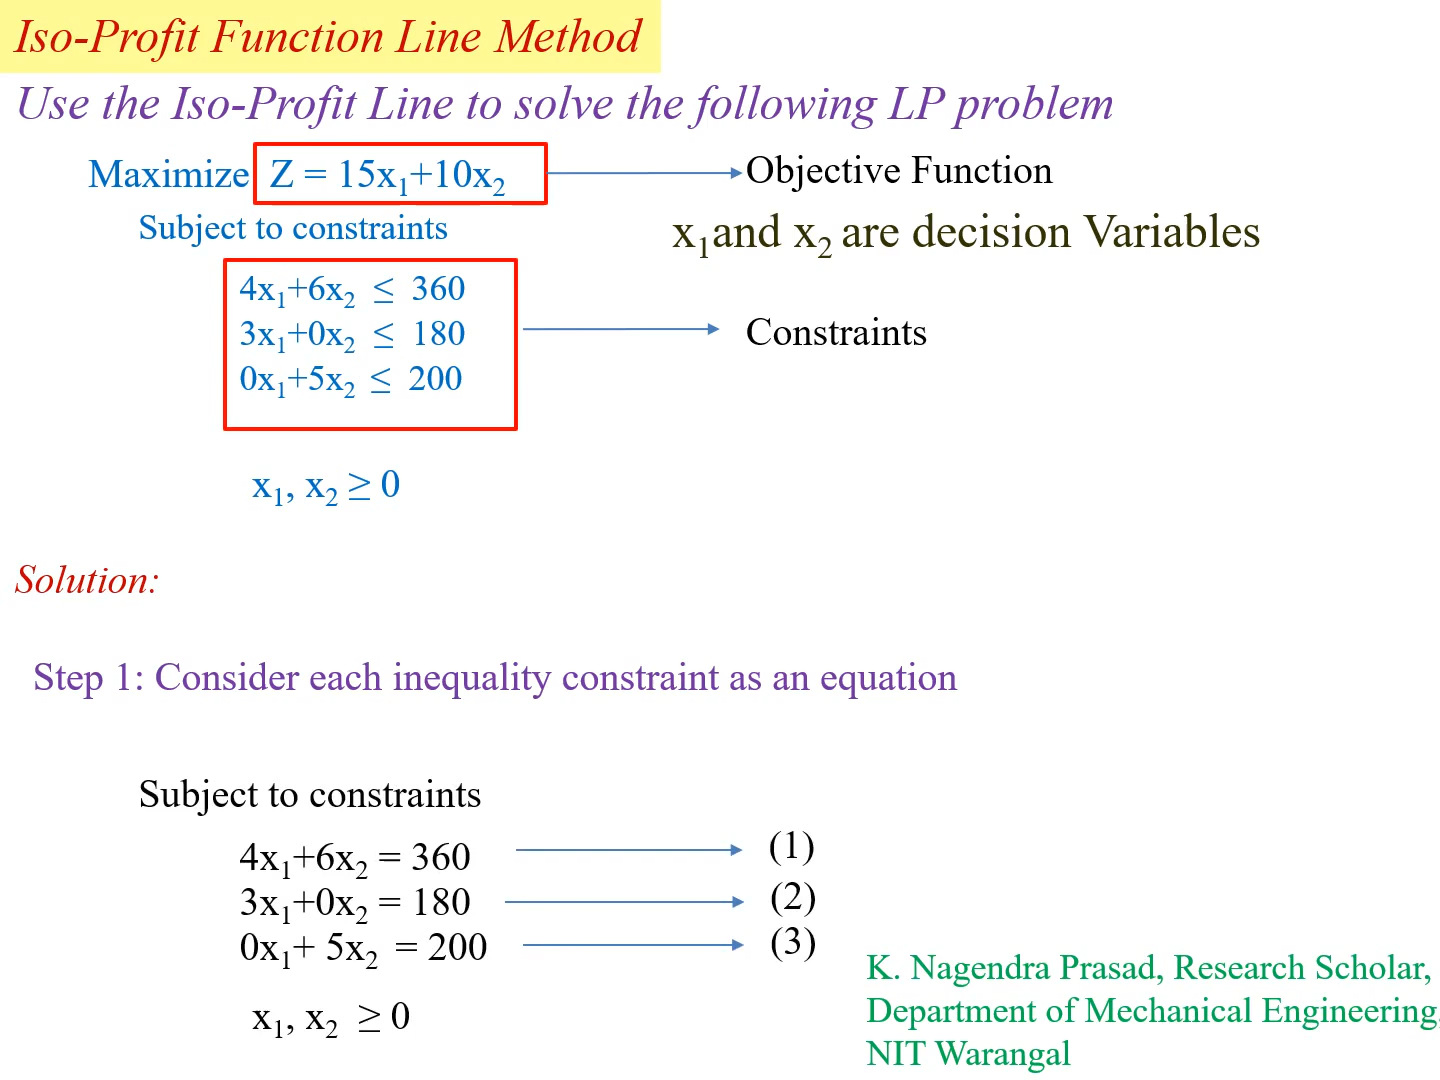 Iso-Profit Function Line Method
Use the Iso-Profit Line to solve the following LP problem
Maximize Z = 15x₁+10x₂
Objective Function
Subject to constraints
x₁and x₂ are decision Variables
4x₁+6x₂ ≤ 360
3x₁+0x₂ ≤ 180
Constraints
0x₁+5x₂ ≤ 200
x₁, x₂ ≥ 0
Solution:
Step 1: Consider each inequality constraint as an equation
Subject to constraints
4x₁+6x₂ = 360
(1)
3x₁+0x₂ = 180
(2)
0x₁+ 5x₂ = 200
(3)
x₁, x₂ ≥ 0
K. Nagendra Prasad, Research Scholar,
Department of Mechanical Engineering,
NIT Warangal